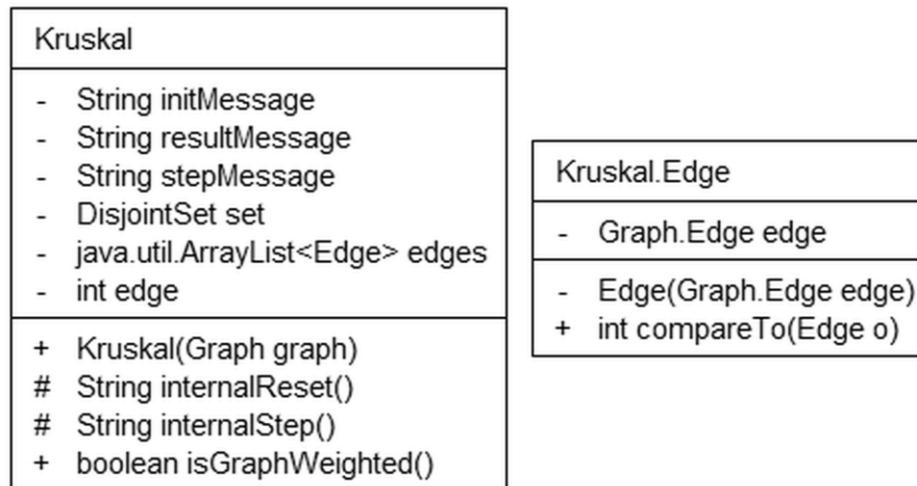 Kruskal
- String initMessage
- String resultMessage
- String stepMessage
- DisjointSet set
- java.util.ArrayList<Edge> edges
- int edge
+ Kruskal(Graph graph)
# String internalReset()
# String internalStep()
+ boolean isGraphWeighted()
Kruskal.Edge
- Graph.Edge edge
- Edge(Graph.Edge edge)
+ int compareTo(Edge o)